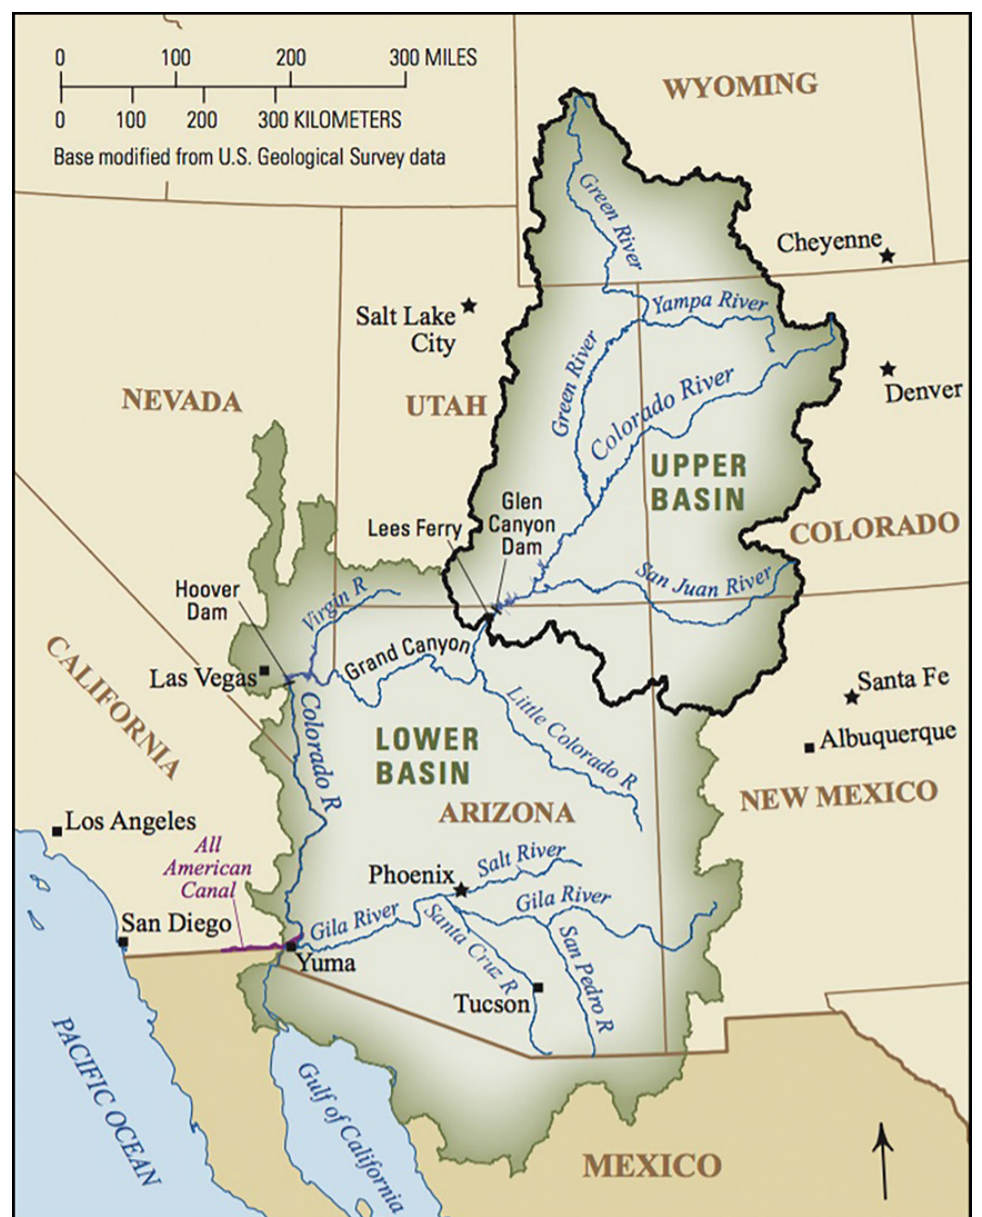 0 100 200 300 MILES
0 100 200 300 KILOMETERS
Base modified from U.S. Geological Survey data
WYOMING
Green River
Cheyenne
Yampa River
Salt Lake
City
Green River
Colorado River
Denver
NEVADA
UTAH
UPPER
BASIN
Glen
Canyon
Dam
Lees Ferry
COLORADO
San Juan River
Hoover
Dam
Virgin R
Grand Canyon
CALIFORNIA
Las Vegas
Colorado R
Little Colorado R
Santa Fe
Albuquerque
LOWER
BASIN
NEW MEXICO
ARIZONA
Los Angeles
All
American
Canal
Phoenix
Salt River
San Diego
Gila River
Gila River
Santa Cruz R
San Pedro R
Yuma
Tucson
PACIFIC OCEAN
Gulf of California
MEXICO